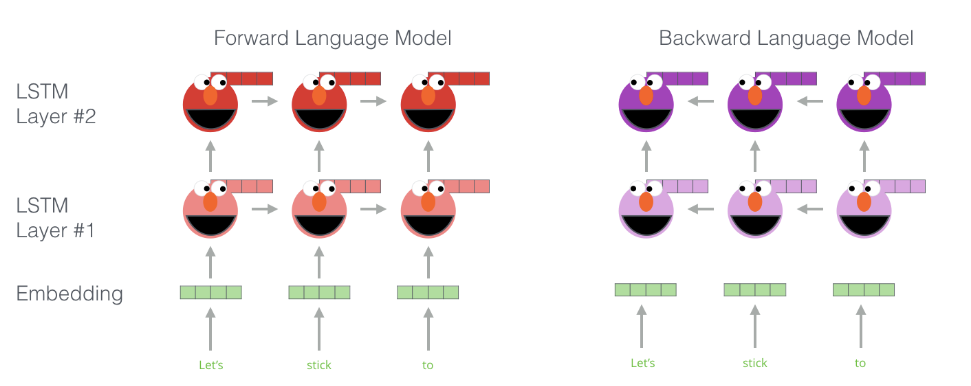 Forward Language Model
Backward Language Model
LSTM
Layer #2
LSTM
Layer #1
Embedding
Let's
stick
to
Let's
stick
to